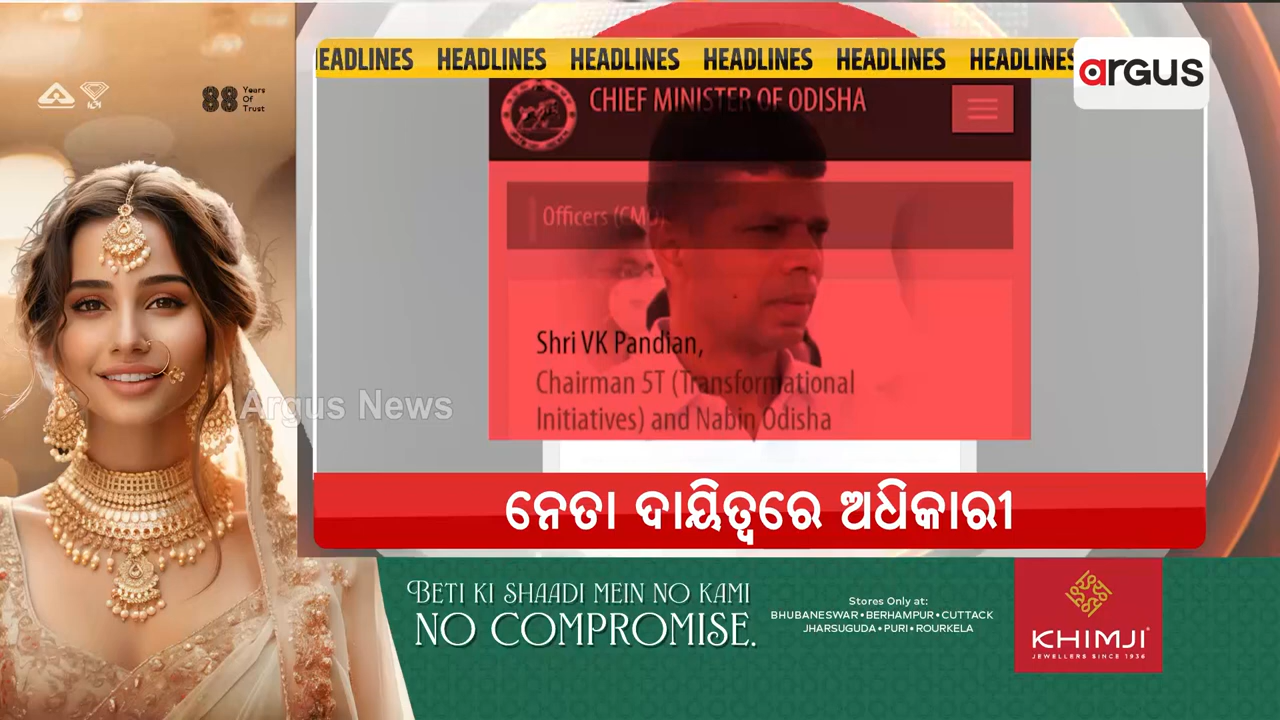 88 Years
Of
Trust
HEADLINES HEADLINES HEADLINES HEADLINES HEADLINES
argus
CHIEF MINISTER OF ODISHA
Officers (CMO)
Shri VK Pandian,
Chairman 5T (Transformational
Initiatives) and Nabin Odisha
Argus News
ନେତା ଦାୟିତ୍ୱରେ ଅଧିକାରୀ
BETI KI SHAADI MEIN NO KAMI
NO COMPROMISE.
Stores Only at:
BHUBANESWAR • BERHAMPUR • CUTTACK
JHARSUGUDA • PURI • ROURKELA
KHIMJI
JEWELLERS SINCE 1936